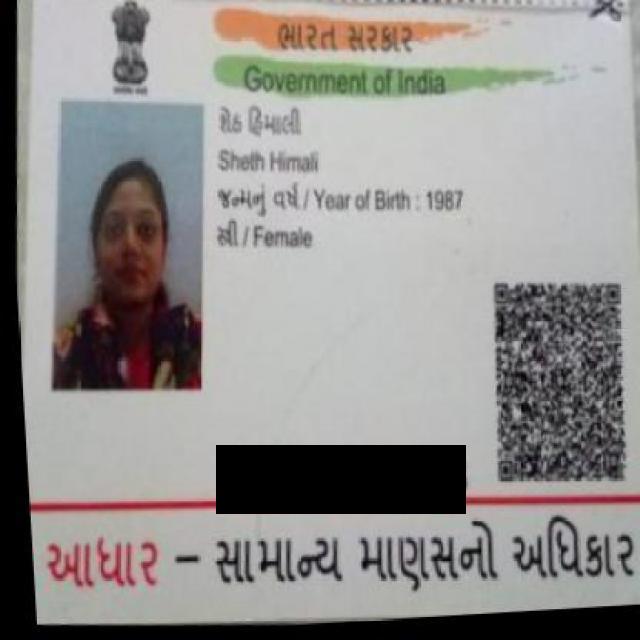 ભારત સરકાર
Government of India
શેઠ હિમાલી
Sheth Himali
જન્મનું વર્ષ / Year of Birth : 1987
સ્ત્રી / Female
આધાર – સામાન્ય માણસનો અધિકાર